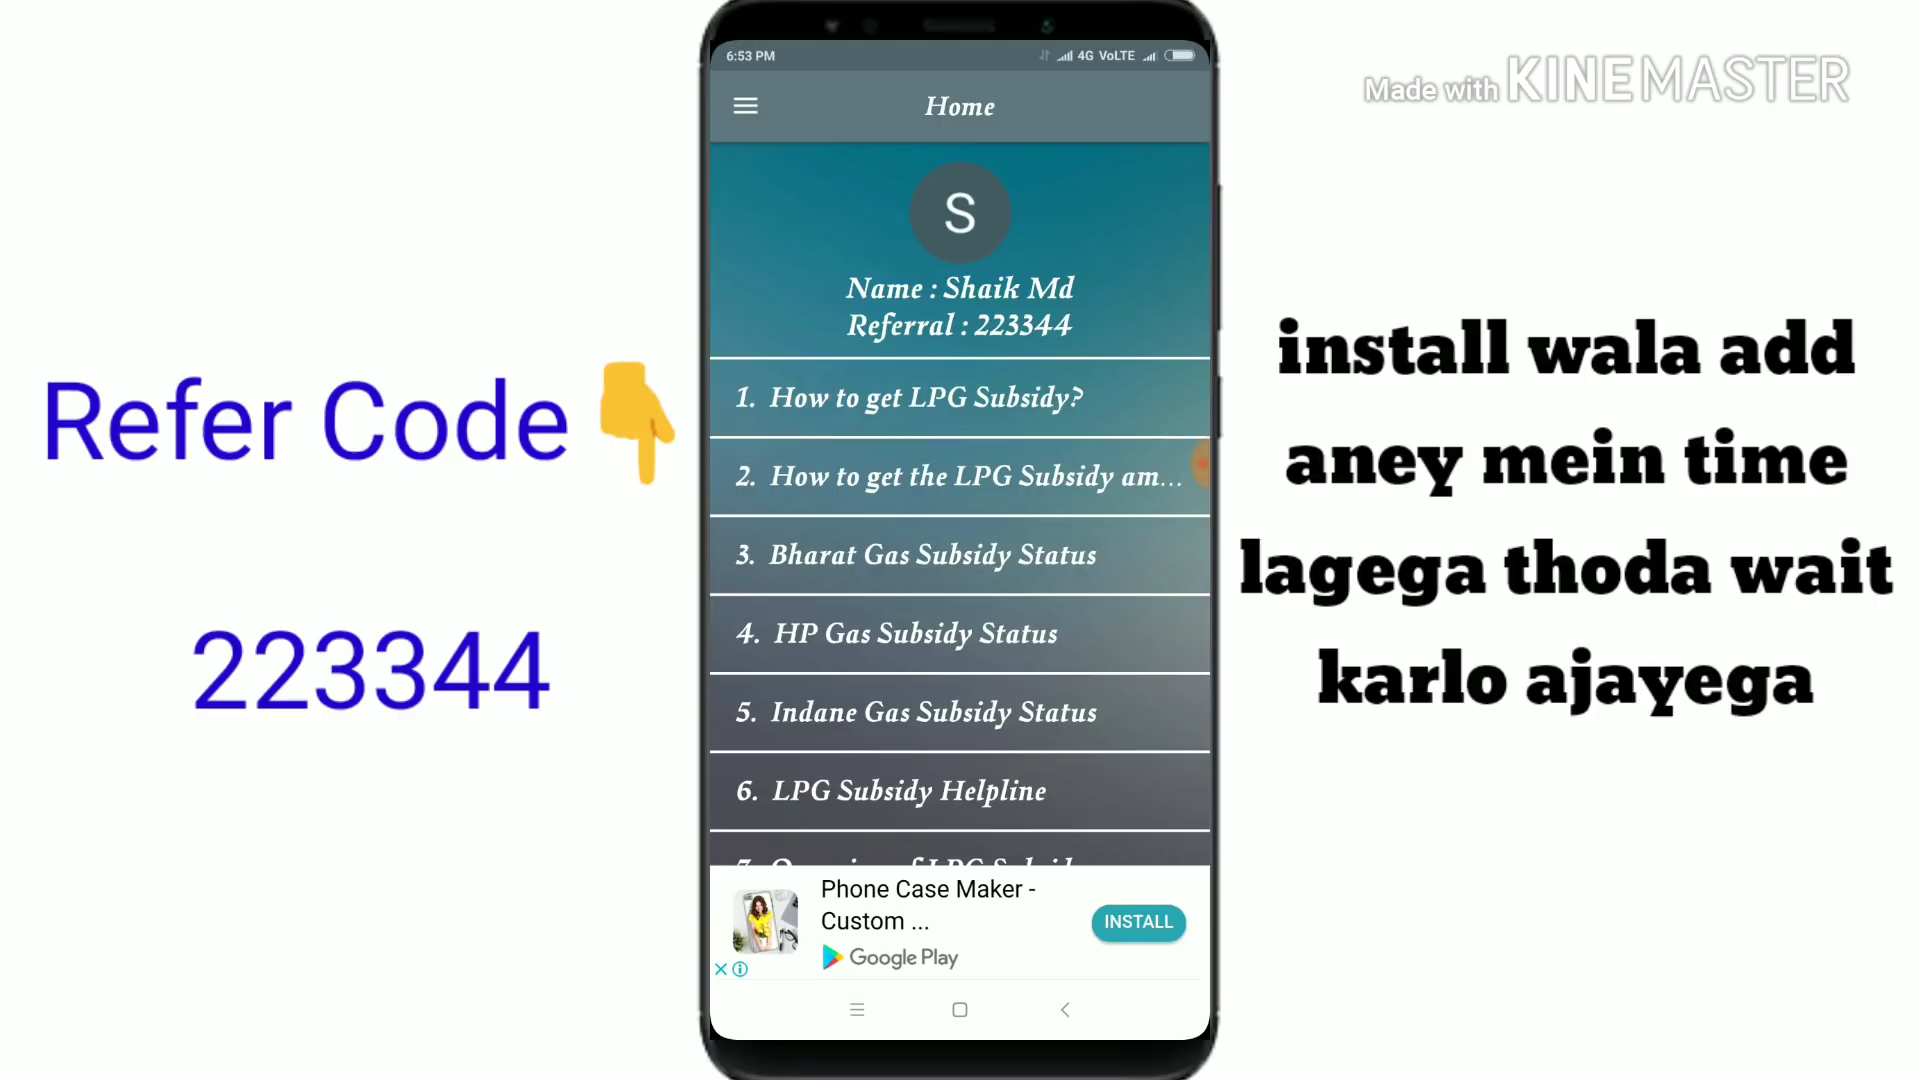 6:53 PM
4G VoLTE
Made with KINEMASTER
Home
S
Name : Shaik Md
Referral : 223344
Refer Code👇
223344
1. How to get LPG Subsidy?
2. How to get the LPG Subsidy am...
3. Bharat Gas Subsidy Status
4. HP Gas Subsidy Status
5. Indane Gas Subsidy Status
6. LPG Subsidy Helpline
install wala add
aney mein time
lagega thoda wait
karlo ajayega
Phone Case Maker -
Custom ...
INSTALL
Google Play